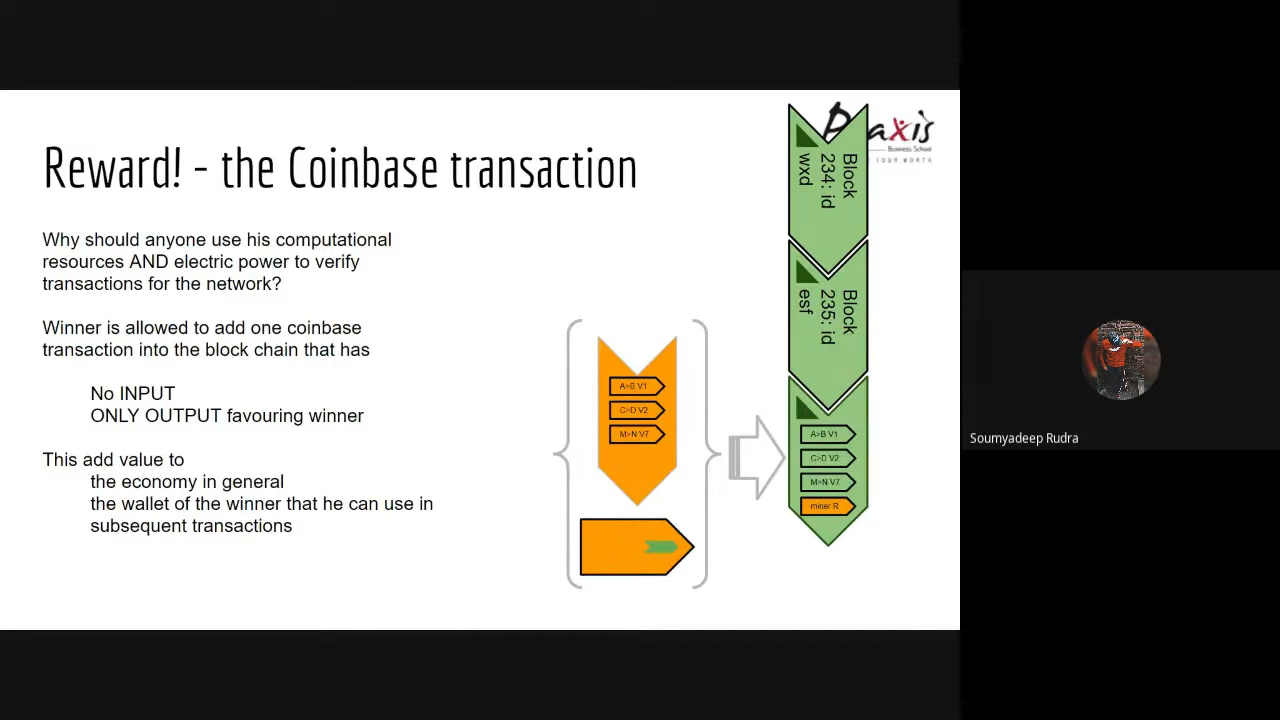 Reward! - the Coinbase transaction
Why should anyone use his computational
resources AND electric power to verify
transactions for the network?
Winner is allowed to add one coinbase
transaction into the block chain that has
No INPUT
ONLY OUTPUT favouring winner
This add value to
the economy in general
the wallet of the winner that he can use in
subsequent transactions
A>B V1
C>D V2
M>N V7
Block
234: id
wxd
Block
235: id
esf
A>B V1
C>D V2
M>N V7
miner R
Business School
YOUR WORTH
Soumyadeep Rudra